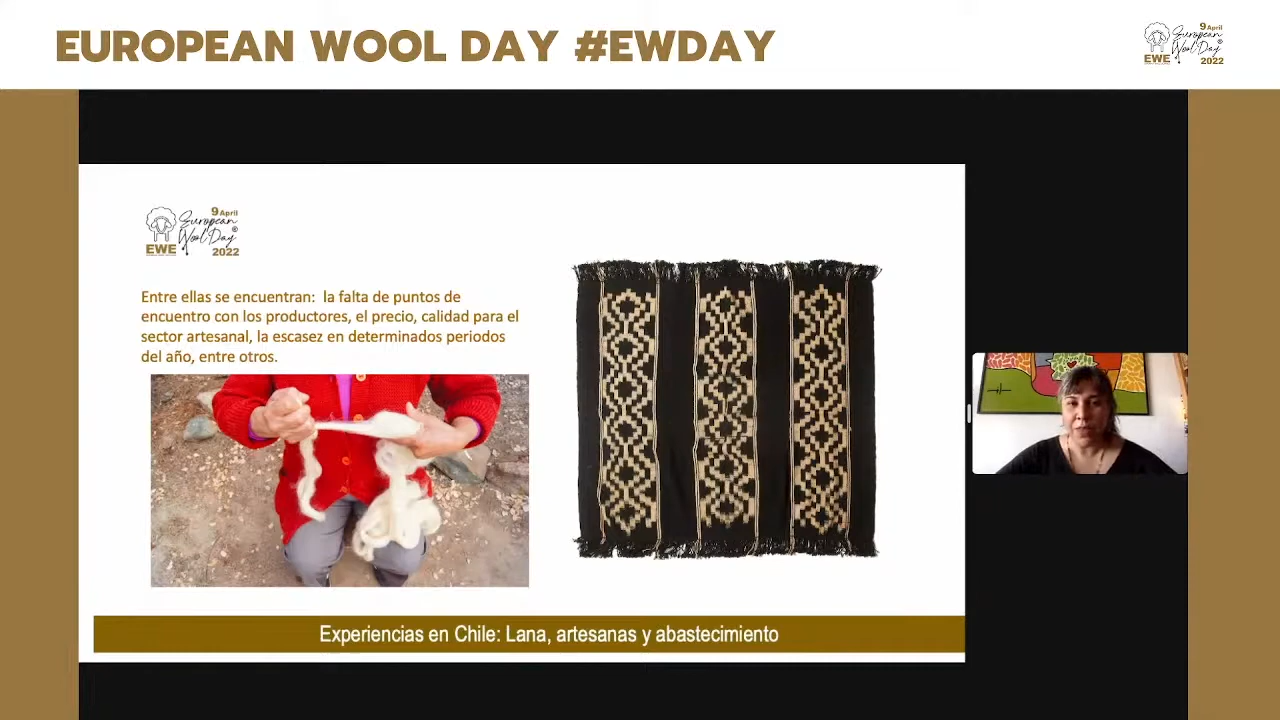 EUROPEAN WOOL DAY #EWDAY
9 April
European
Wool Day®
EWE
2022
9 April
European
Wool Day®
EWE
2022
Entre ellas se encuentran: la falta de puntos de
encuentro con los productores, el precio, calidad para el
sector artesanal, la escasez en determinados periodos
del año, entre otros.
Experiencias en Chile: Lana, artesanas y abastecimiento